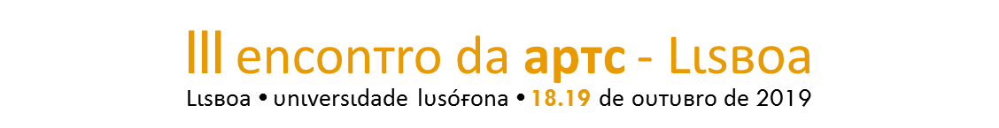 III encontro da aptc - Lisboa
Lisboa • universidade lusófona • 18.19 de outubro de 2019